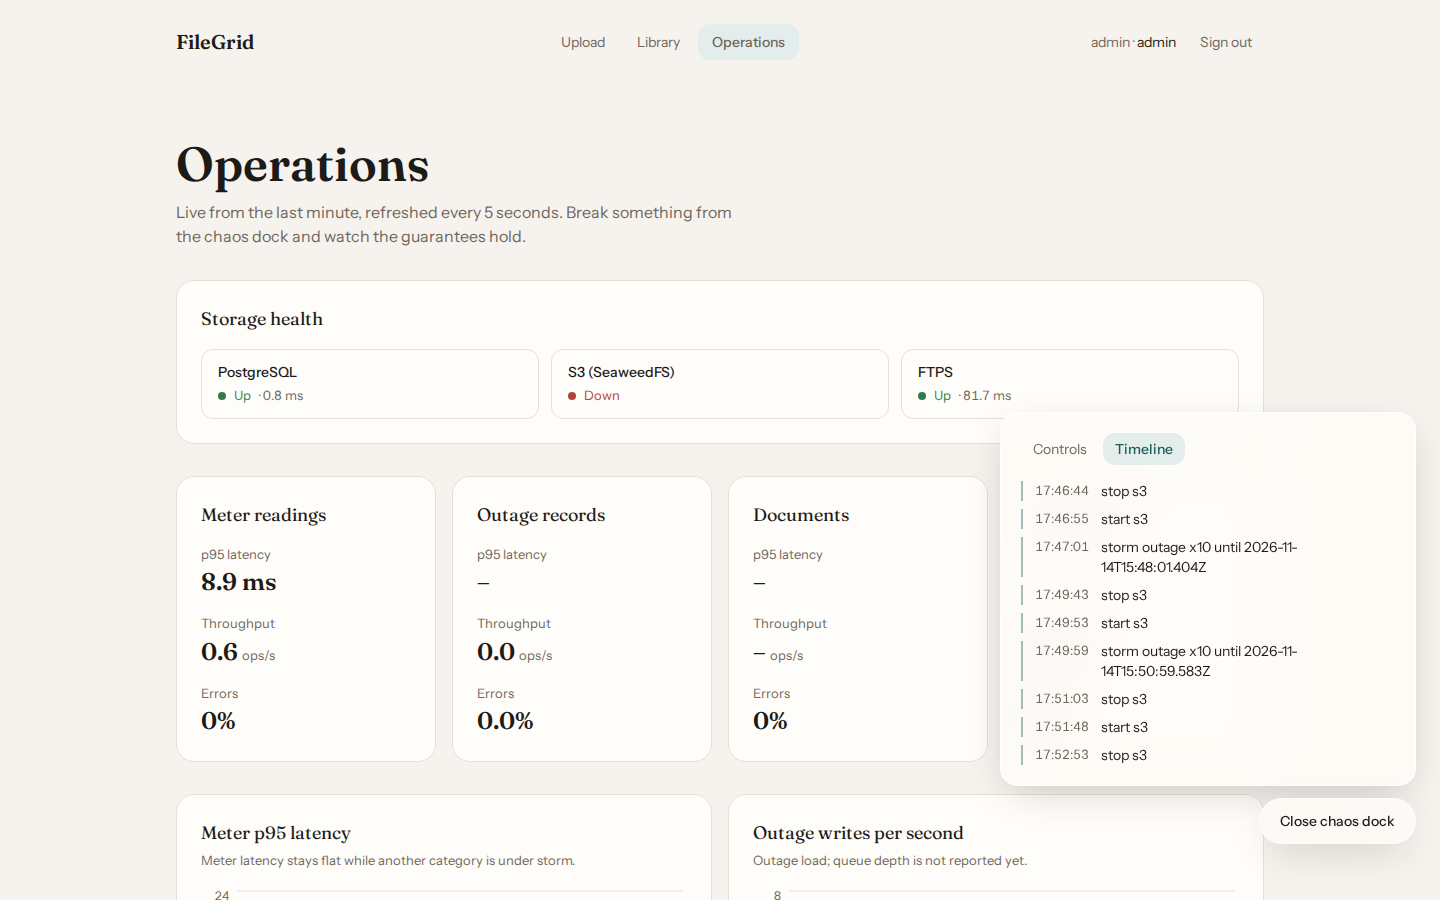 FileGrid
Upload
Library
Operations
admin · admin
Sign out
Operations
Live from the last minute, refreshed every 5 seconds. Break something from
the chaos dock and watch the guarantees hold.
Storage health
PostgreSQL
Up · 0.8 ms
S3 (SeaweedFS)
Down
FTPS
Up · 81.7 ms
Meter readings
p95 latency
8.9 ms
Throughput
0.6 ops/s
Errors
0%
Outage records
p95 latency
–
Throughput
0.0 ops/s
Errors
0.0%
Documents
p95 latency
–
Throughput
– ops/s
Errors
0%
Controls
Timeline
17:46:44 stop s3
17:46:55 start s3
17:47:01 storm outage x10 until 2026-11-
14T15:48:01.404Z
17:49:43 stop s3
17:49:53 start s3
17:49:59 storm outage x10 until 2026-11-
14T15:50:59.583Z
17:51:03 stop s3
17:51:48 start s3
17:52:53 stop s3
Close chaos dock
Meter p95 latency
Meter latency stays flat while another category is under storm.
24
Outage writes per second
Outage load; queue depth is not reported yet.
8